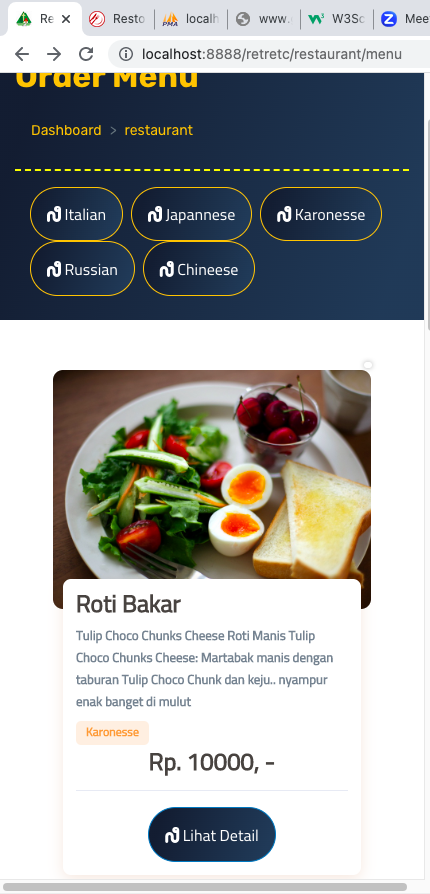 Re
Resto
localh
www.
W3Sc
Mee
localhost:8888/retretc/restaurant/menu
Order Menu
Dashboard > restaurant
Italian
Japannese
Karonesse
Russian
Chineese
Roti Bakar
Tulip Choco Chunks Cheese Roti Manis Tulip
Choco Chunks Cheese: Martabak manis dengan
taburan Tulip Choco Chunk dan keju.. nyampur
enak banget di mulut
Karonesse
Rp. 10000, -
Lihat Detail